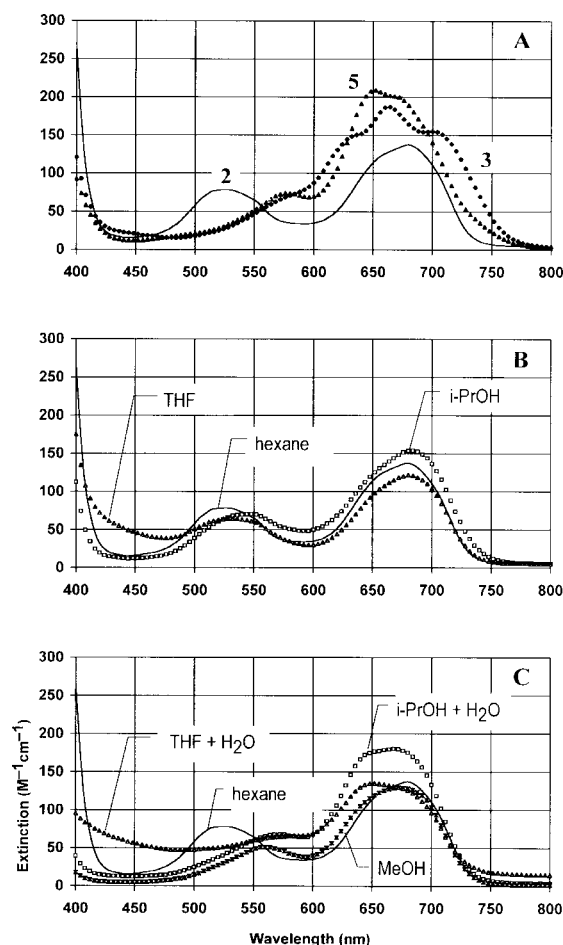 A
300
250
200
150
100
50
0
5
2
3
400 450 500 550 600 650 700 750 800
B
300
250
200
150
100
50
0
THF
hexane
i-PrOH
400 450 500 550 600 650 700 750 800
C
300
250
200
150
100
50
0
Extinction (M⁻¹cm⁻¹)
THF + H₂O
hexane
i-PrOH + H₂O
MeOH
400 450 500 550 600 650 700 750 800
Wavelength (nm)